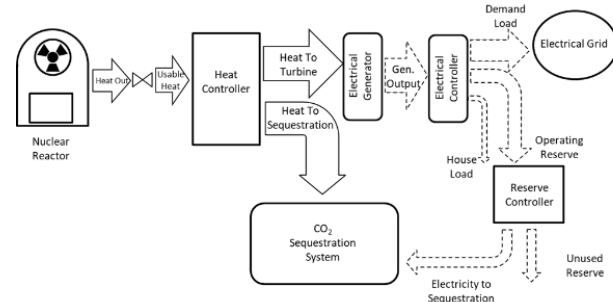 Demand
Load
Electrical Grid
Heat Out
Usable
Heat
Heat
Controller
Heat To
Turbine
Electrical
Generator
Gen.
Output
Electrical
Controller
Heat To
Sequestration
Nuclear
Reactor
House
Load
Operating
Reserve
Reserve
Controller
CO₂
Sequestration
System
Electricity to
Sequestration
Unused
Reserve